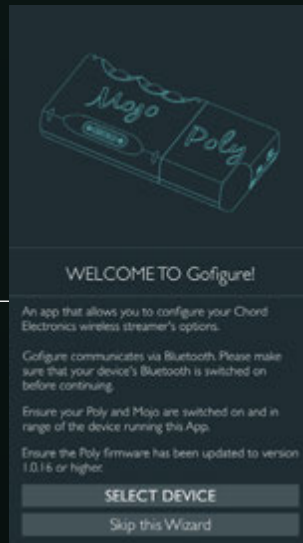 Mojo
Poly
WELCOME TO Gofigure!
An app that allows you to configure your Chord
Electronics wireless streamer's options.
Gofigure communicates via Bluetooth. Please make
sure that your device's Bluetooth is switched on
before continuing.
Ensure your Poly and Mojo are switched on and in
range of the device running this App.
Ensure the Poly firmware has been updated to version
1.0.16 or higher.
SELECT DEVICE
Skip this Wizard